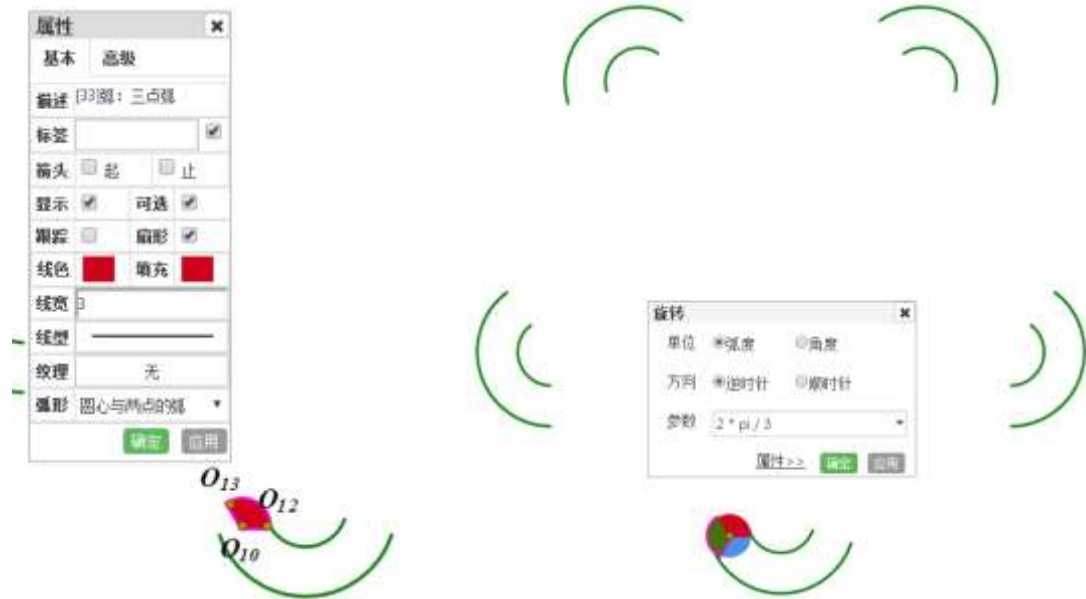 属性
基本 高级
描述 [33]弧：三点弧
标签
箭头 起 止
显示 可选
跟踪 扇形
线色 填充
线宽 3
线型
纹理 无
弧形 圆心与两点的弧
确定 应用
O13
O12
O10
旋转
单位 弧度 角度
方向 逆时针 顺时针
参数 2 * pi / 3
属性>> 确定 应用